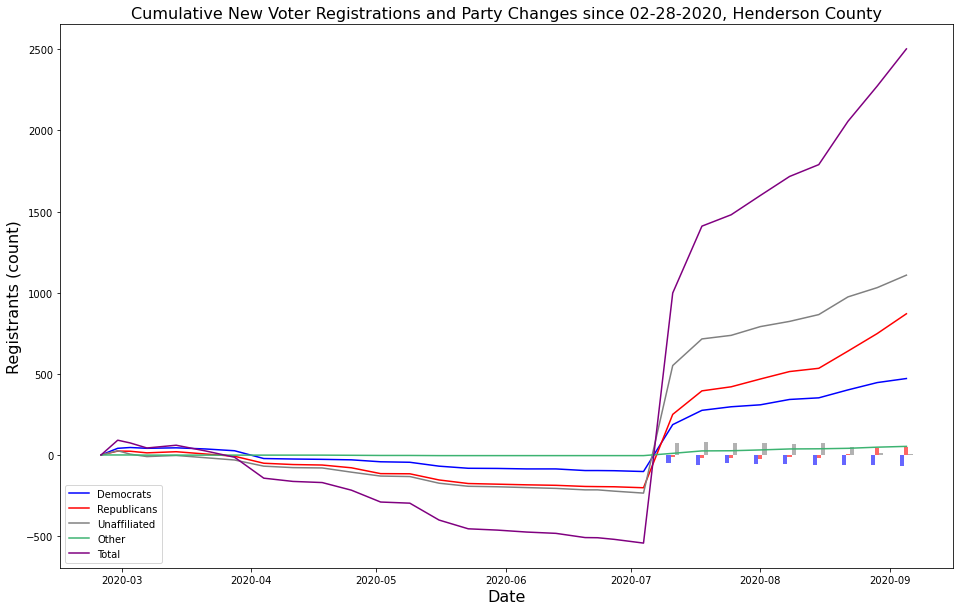 Cumulative New Voter Registrations and Party Changes since 02-28-2020, Henderson County
Registrants (count)
2500
2000
1500
1000
500
0
−500
Democrats
Republicans
Unaffiliated
Other
Total
2020-03 2020-04 2020-05 2020-06 2020-07 2020-08 2020-09
Date